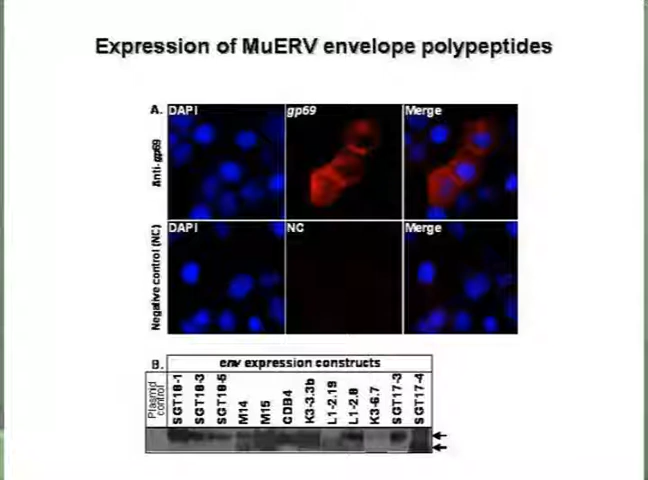 Expression of MuERV envelope polypeptides
A. DAPI gp69 Merge
Anti-gp69
DAPI NC Merge
Negative control (NC)
B. env expression constructs
Plasmid control
SGT18-1
SGT18-3
SGT18-5
M14
M15
CDB4
K3-3.3b
L1-2.19
L1-2.8
K3-6.7
SGT17-3
SGT17-4